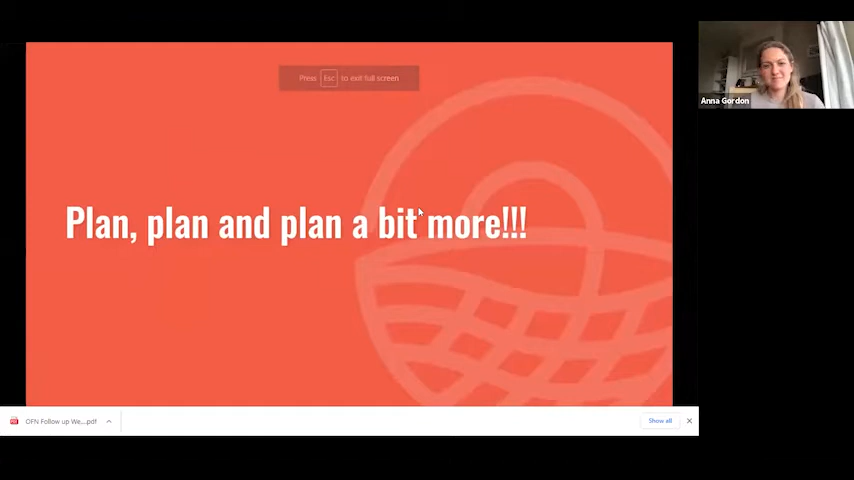 Press Esc to exit full screen
Anna Gordon
Plan, plan and plan a bit more!!!
OFN Follow up We....pdf
Show all